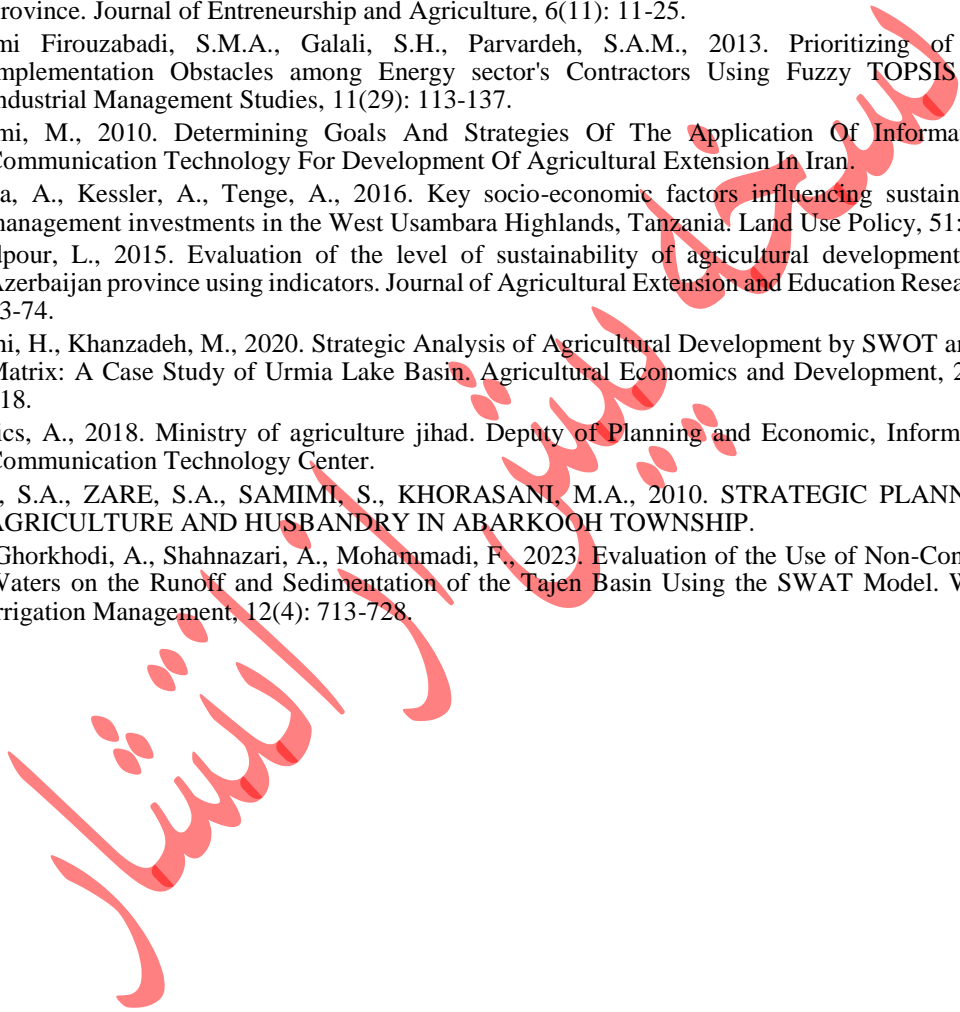 rovince. Journal of Entreneurship and Agriculture, 6(11): 11-25.
mi Firouzabadi, S.M.A., Galali, S.H., Parvardeh, S.A.M., 2013. Prioritizing of
mplementation Obstacles among Energy sector's Contractors Using Fuzzy TOPSIS
ndustrial Management Studies, 11(29): 113-137.
mi, M., 2010. Determining Goals And Strategies Of The Application Of Informa
Communication Technology For Development Of Agricultural Extension In Iran.
a, A., Kessler, A., Tenge, A., 2016. Key socio-economic factors influencing sustain
management investments in the West Usambara Highlands, Tanzania. Land Use Policy, 51:
lpour, L., 2015. Evaluation of the level of sustainability of agricultural development
Azerbaijan province using indicators. Journal of Agricultural Extension and Education Resea
3-74.
ni, H., Khanzadeh, M., 2020. Strategic Analysis of Agricultural Development by SWOT an
Matrix: A Case Study of Urmia Lake Basin. Agricultural Economics and Development, 2
18.
ics, A., 2018. Ministry of agriculture jihad. Deputy of Planning and Economic, Inform
Communication Technology Center.
, S.A., ZARE, S.A., SAMIMI, S., KHORASANI, M.A., 2010. STRATEGIC PLANN
AGRICULTURE AND HUSBANDRY IN ABARKOOH TOWNSHIP.
Ghorkhodi, A., Shahnazari, A., Mohammadi, F., 2023. Evaluation of the Use of Non-Con
Waters on the Runoff and Sedimentation of the Tajen Basin Using the SWAT Model. W
rrigation Management, 12(4): 713-728.
نسخه پیش از انتشار